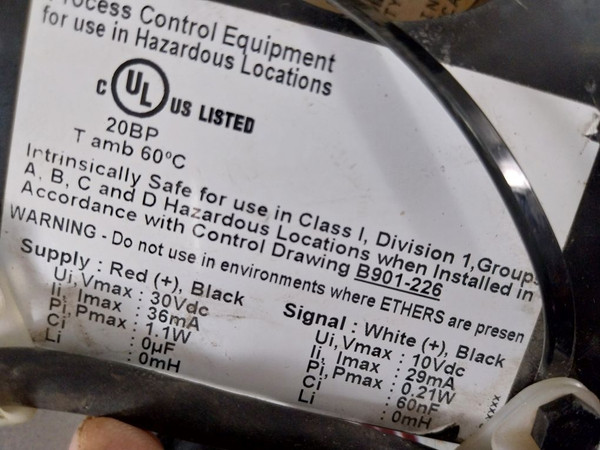 Process Control Equipment
for use in Hazardous Locations
C UL US LISTED
20BP
T amb 60°C
Intrinsically Safe for use in Class I, Division 1, Group
A, B, C and D Hazardous Locations when Installed in
Accordance with Control Drawing B901-226
WARNING - Do not use in environments where ETHERS are presen
Supply : Red (+), Black
Ui, Vmax : 30Vdc
Ii, Imax : 36mA
Pi, Pmax : 1.1W
Ci : 0µF
Li : 0mH
Signal : White (+), Black
Ui, Vmax : 10Vdc
Ii, Imax : 29mA
Pi, Pmax : 0.21W
Ci : 60nF
Li : 0mH
xxxx